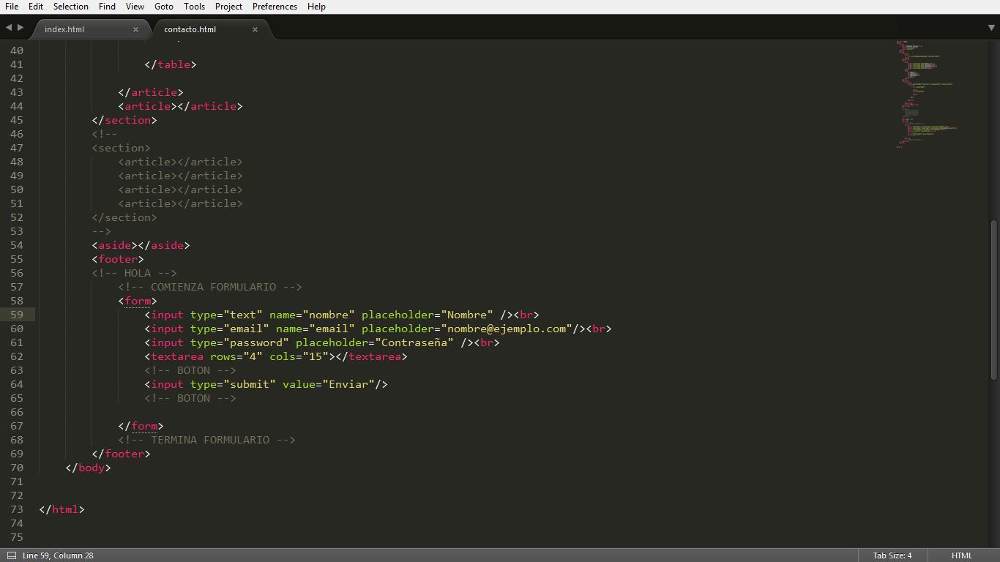 File Edit Selection Find View Goto Tools Project Preferences Help
index.html × contacto.html ×
40
41 </table>
42
43 </article>
44 <article></article>
45 </section>
46 <!--
47 <section>
48 <article></article>
49 <article></article>
50 <article></article>
51 <article></article>
52 </section>
53 -->
54 <aside></aside>
55 <footer>
56 <!-- HOLA -->
57 <!-- COMIENZA FORMULARIO -->
58 <form>
59 <input type="text" name="nombre" placeholder="Nombre" /><br>
60 <input type="email" name="email" placeholder="nombre@ejemplo.com"/><br>
61 <input type="password" placeholder="Contraseña" /><br>
62 <textarea rows="4" cols="15"></textarea>
63 <!-- BOTON -->
64 <input type="submit" value="Enviar"/>
65 <!-- BOTON -->
66
67 </form>
68 <!-- TERMINA FORMULARIO -->
69 </footer>
70 </body>
71
72
73 </html>
74
75
Line 59, Column 28 Tab Size: 4 HTML